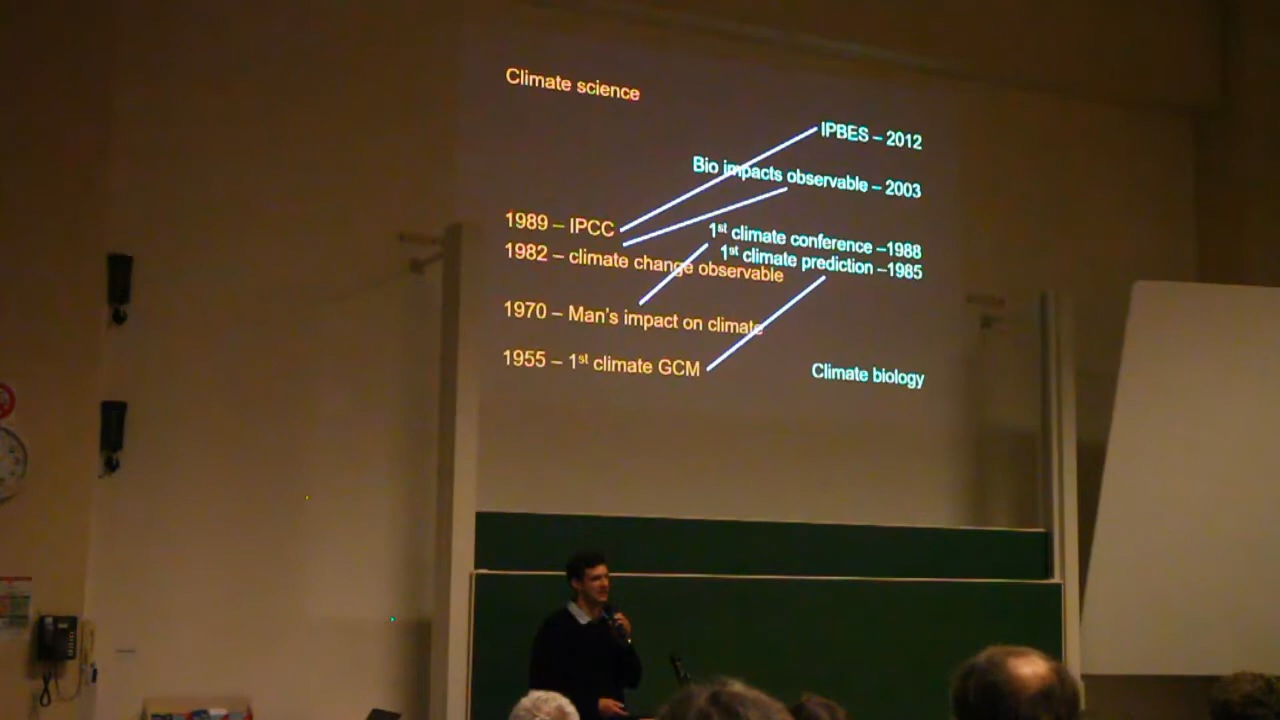 Climate science
IPBES – 2012
Bio impacts observable – 2003
1989 – IPCC
1st climate conference –1988
1982 – climate change observable
1st climate prediction –1985
1970 – Man's impact on climate
1955 – 1st climate GCM
Climate biology